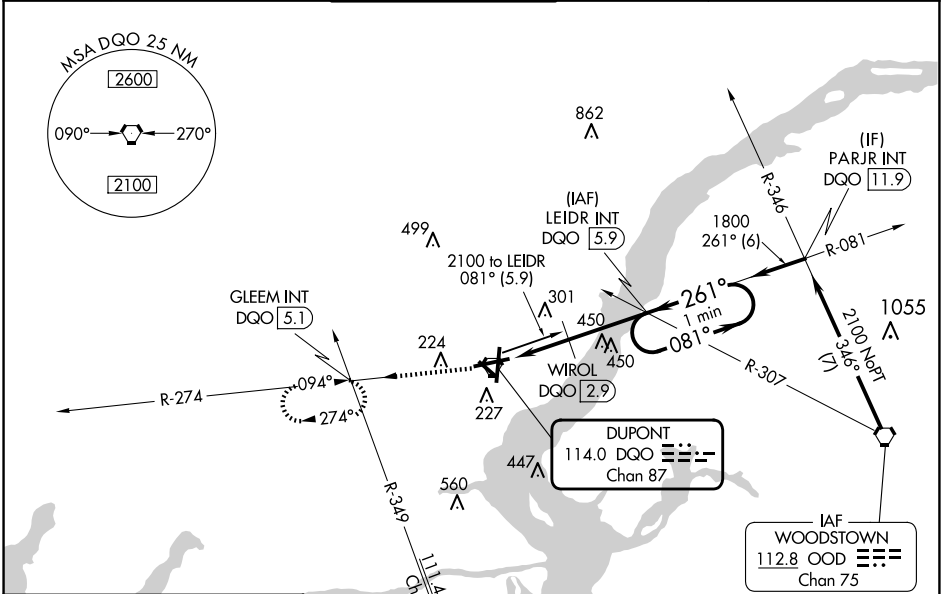 MSA DQO 25 NM
2600
090°
270°
2100
862
(IF)
PARJR INT
DQO 11.9
R-346
(IAF)
LEIDR INT
DQO 5.9
1800
261° (6)
R-081
499
2100 to LEIDR
081° (5.9)
GLEEM INT
DQO 5.1
301
261°
1 min
081°
1055
2100 NoPT
346°
(7)
224
450
450
WIROL
DQO 2.9
R-307
094°
R-274
274°
227
DUPONT
114.0 DQO
Chan 87
447
560
R-349
IAF
WOODSTOWN
112.8 OOD
Chan 75
111.4